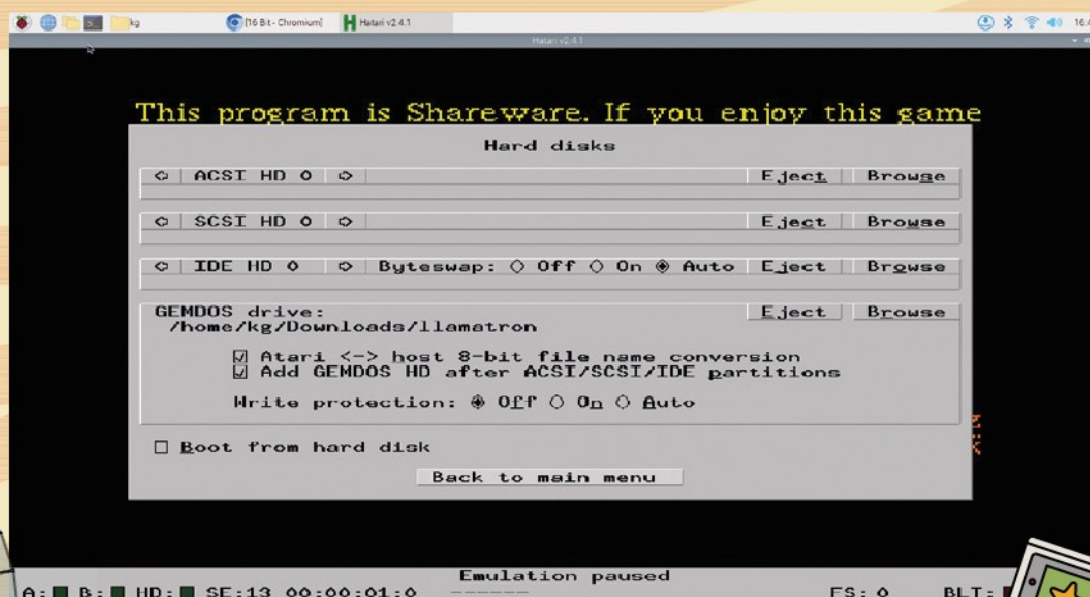 kg
[16 Bit - Chromium]
Hatari v2.4.1
Hatari v2.4.1
This program is Shareware. If you enjoy this game
Hard disks
ACSI HD 0
Eject
Browse
SCSI HD 0
Eject
Browse
IDE HD 0
Byteswap: Off On Auto
Eject
Browse
GEMDOS drive:
Eject
Browse
/home/kg/Downloads/llamatron
Atari <-> host 8-bit file name conversion
Add GEMDOS HD after ACSI/SCSI/IDE partitions
Write protection: Off On Auto
Boot from hard disk
Back to main menu
Emulation paused
A: B: HD: SE:13 00:00:01:0 ------ FS: 0 BLT: